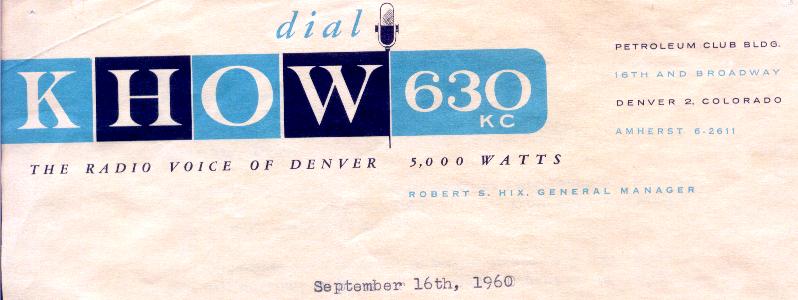 dial
KHOW 630
KC
THE RADIO VOICE OF DENVER 5,000 WATTS
ROBERT S. HIX, GENERAL MANAGER
PETROLEUM CLUB BLDG.
16TH AND BROADWAY
DENVER 2, COLORADO
AMHERST 6-2611
September 16th, 1960